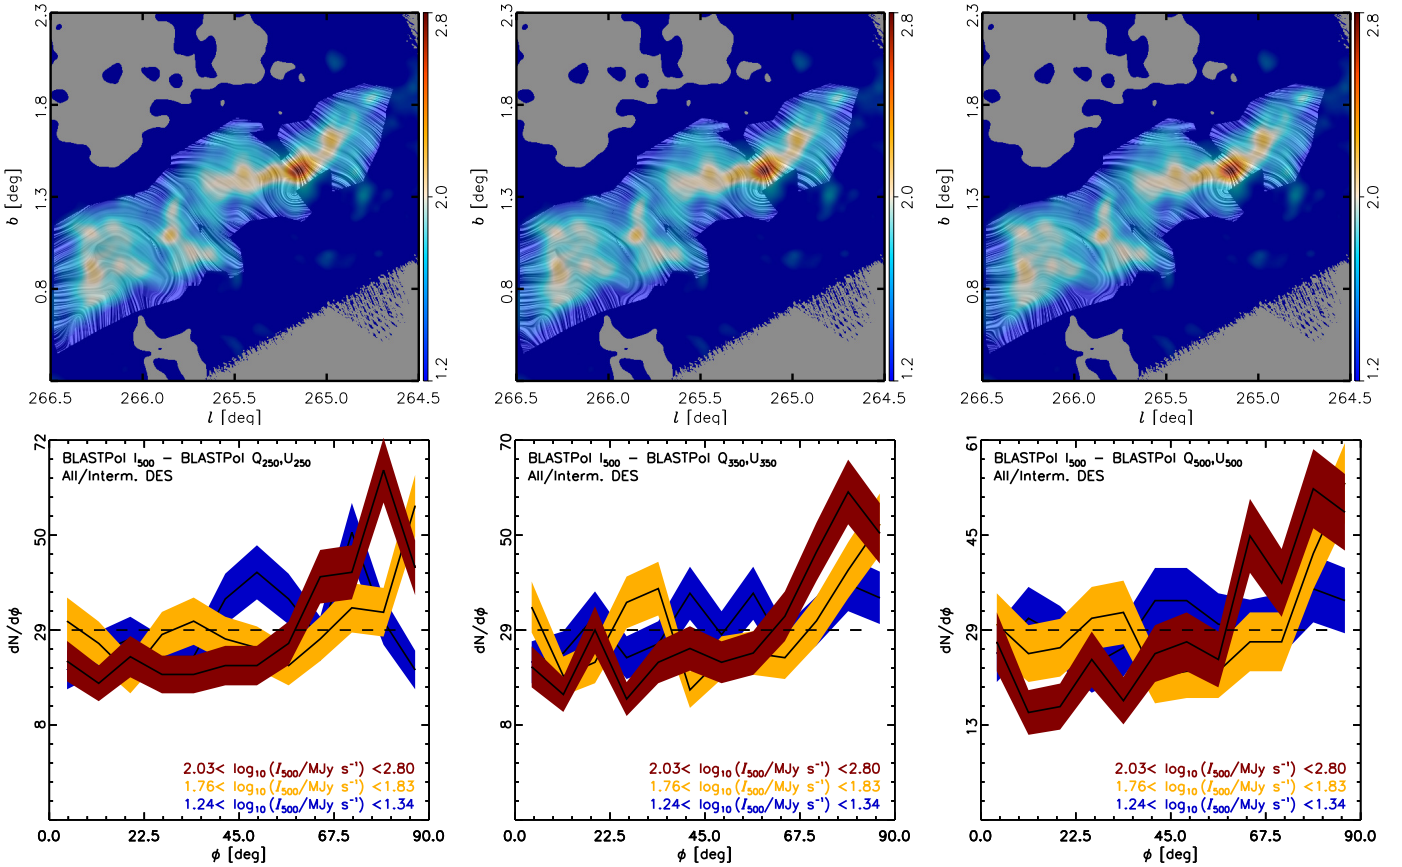 2.3 2.8 2.3 2.8 2.3 2.8
1.8 1.8 1.8
b [deg] 1.3 2.0 b [deg] 1.3 2.0 b [deg] 1.3 2.0
0.8 0.8 0.8
1.2 1.2 1.2
266.5 266.0 265.5 265.0 264.5 266.5 266.0 265.5 265.0 264.5 266.5 266.0 265.5 265.0 264.5
l [deg] l [deg] l [deg]
72 70 61
BLASTPol I500 − BLASTPol Q250,U250 BLASTPol I500 − BLASTPol Q350,U350 BLASTPol I500 − BLASTPol Q500,U500
All/Interm. DES All/Interm. DES All/Interm. DES
50 50 45
dN/dϕ 29 dN/dϕ 29 dN/dϕ 29
8 8 13
2.03< log10(I500/MJy s⁻¹) <2.80 2.03< log10(I500/MJy s⁻¹) <2.80 2.03< log10(I500/MJy s⁻¹) <2.80
1.76< log10(I500/MJy s⁻¹) <1.83 1.76< log10(I500/MJy s⁻¹) <1.83 1.76< log10(I500/MJy s⁻¹) <1.83
1.24< log10(I500/MJy s⁻¹) <1.34 1.24< log10(I500/MJy s⁻¹) <1.34 1.24< log10(I500/MJy s⁻¹) <1.34
0.0 22.5 45.0 67.5 90.0 0.0 22.5 45.0 67.5 90.0 0.0 22.5 45.0 67.5 90.0
ϕ [deg] ϕ [deg] ϕ [deg]